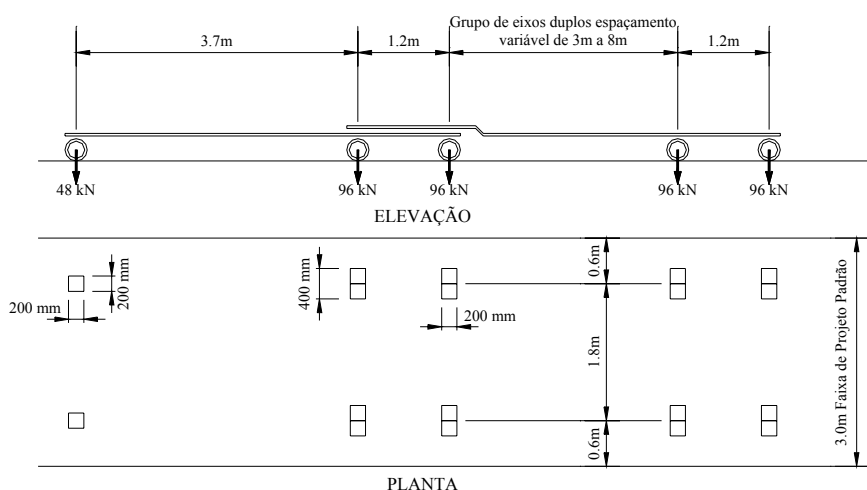 Grupo de eixos duplos espaçamento
variável de 3m a 8m
3.7m
1.2m
1.2m
48 kN
96 kN
96 kN
96 kN
96 kN
ELEVAÇÃO
200 mm
200 mm
400 mm
200 mm
0.6m
1.8m
0.6m
3.0m Faixa de Projeto Padrão
PLANTA